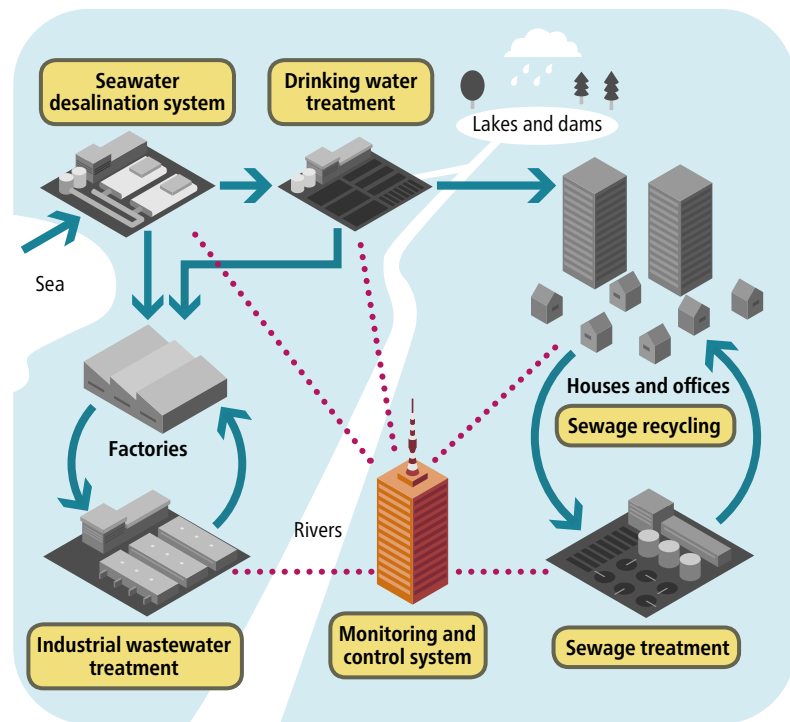 Seawater
desalination system
Drinking water
treatment
Lakes and dams
Sea
Factories
Houses and offices
Sewage recycling
Rivers
Industrial wastewater
treatment
Monitoring and
control system
Sewage treatment